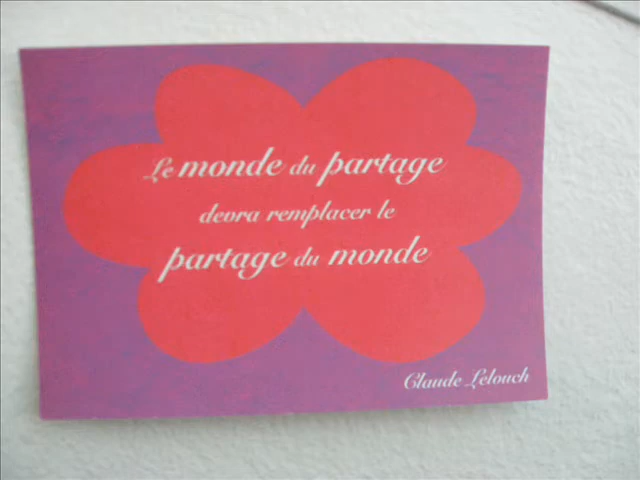 Le monde du partage
devra remplacer le
partage du monde
Claude Lelouch